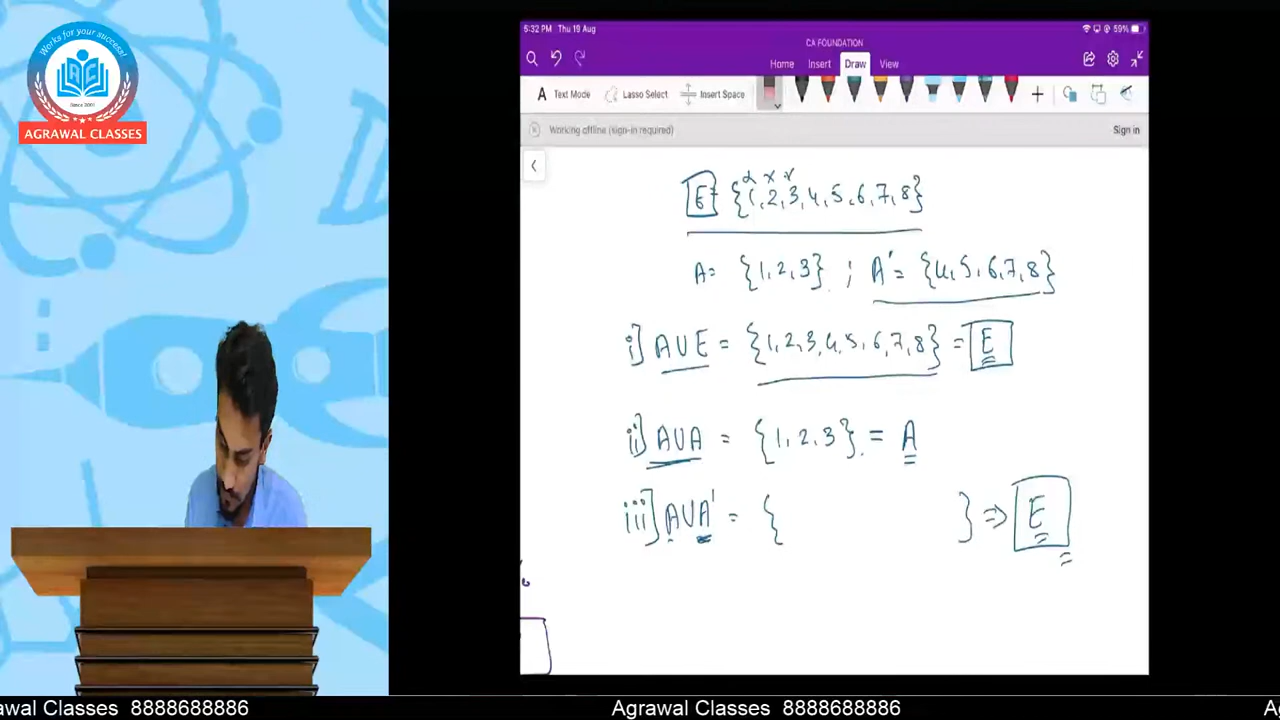 Works for your success!
AE
Since 2001
AGRAWAL CLASSES
5:32 PM Thu 19 Aug
59%
CA FOUNDATION
Home Insert Draw View
A Text Mode Lasso Select Insert Space
Working offline (sign-in required) Sign in
E = {1, 2, 3, 4, 5, 6, 7, 8}
A = {1, 2, 3} ; A' = {4, 5, 6, 7, 8}
i] A U E = {1, 2, 3, 4, 5, 6, 7, 8} = E
ii] A U A = {1, 2, 3} = A
iii] A U A' = { } ⇒ E
awal Classes 8888688886 Agrawal Classes 8888688886 A